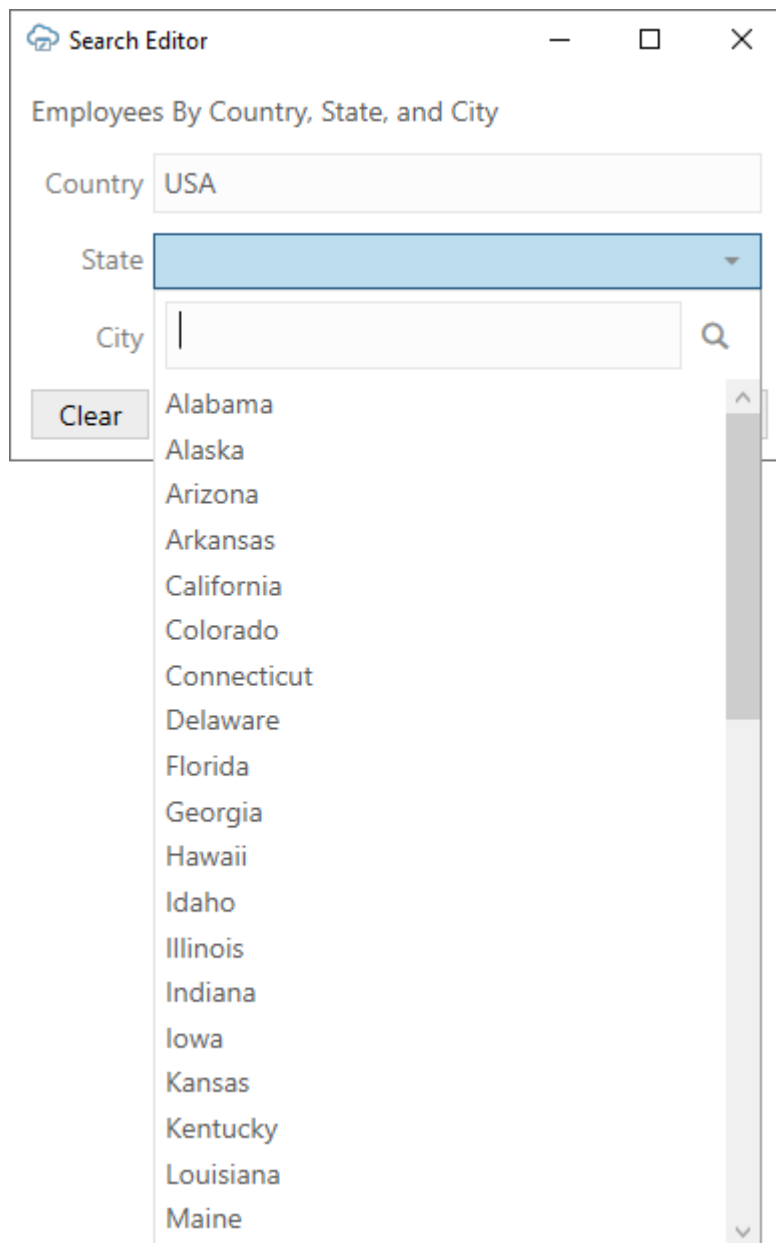 Search Editor
Employees By Country, State, and City
Country USA
State
City
Clear
Alabama
Alaska
Arizona
Arkansas
California
Colorado
Connecticut
Delaware
Florida
Georgia
Hawaii
Idaho
Illinois
Indiana
Iowa
Kansas
Kentucky
Louisiana
Maine